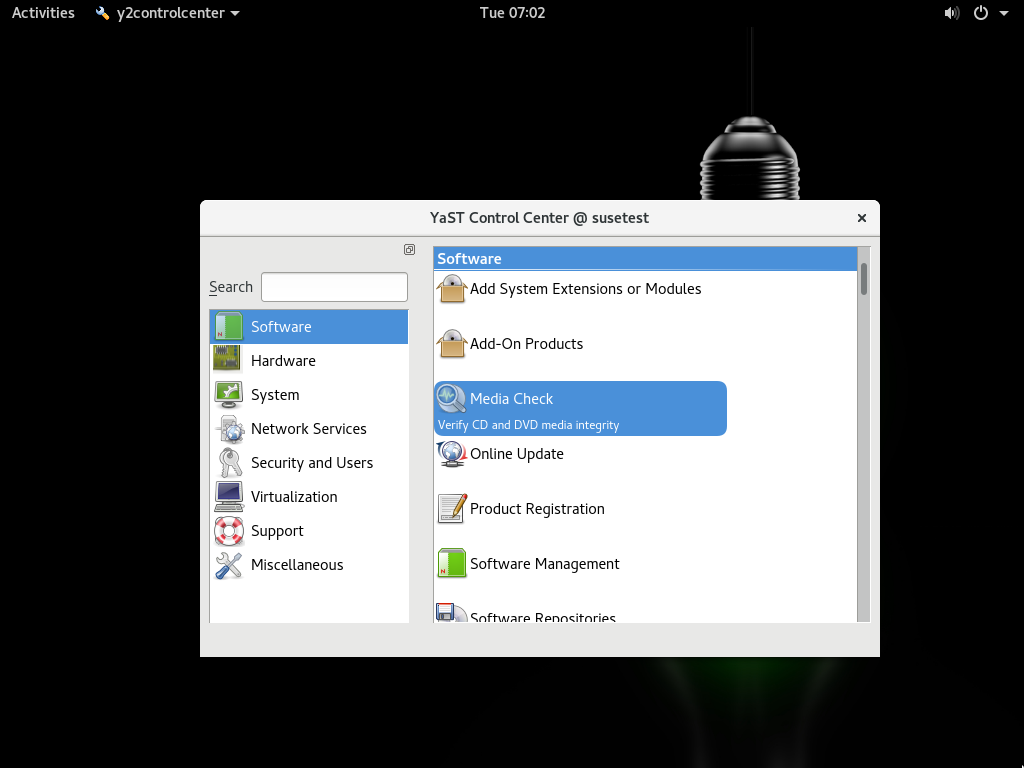 Activities
y2controlcenter
Tue 07:02
YaST Control Center @ susetest
Search
Software
Hardware
System
Network Services
Security and Users
Virtualization
Support
Miscellaneous
Software
Add System Extensions or Modules
Add-On Products
Media Check
Verify CD and DVD media integrity
Online Update
Product Registration
Software Management
Software Repositories